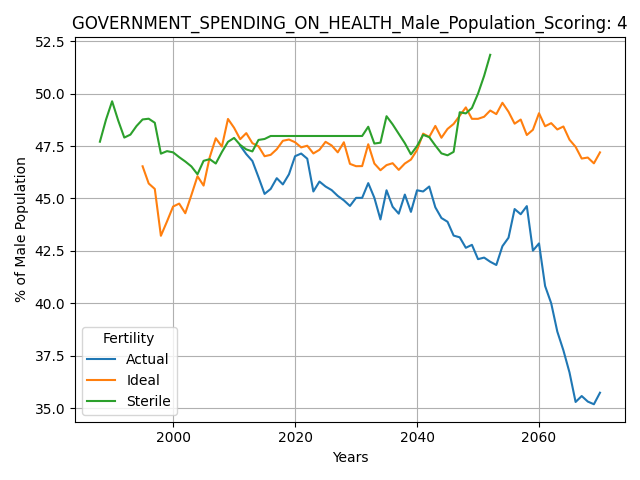 GOVERNMENT_SPENDING_ON_HEALTH_Male_Population_Scoring: 4
52.5
50.0
47.5
45.0
42.5
40.0
37.5
35.0
% of Male Population
Fertility
Actual
Ideal
Sterile
2000 2020 2040 2060
Years